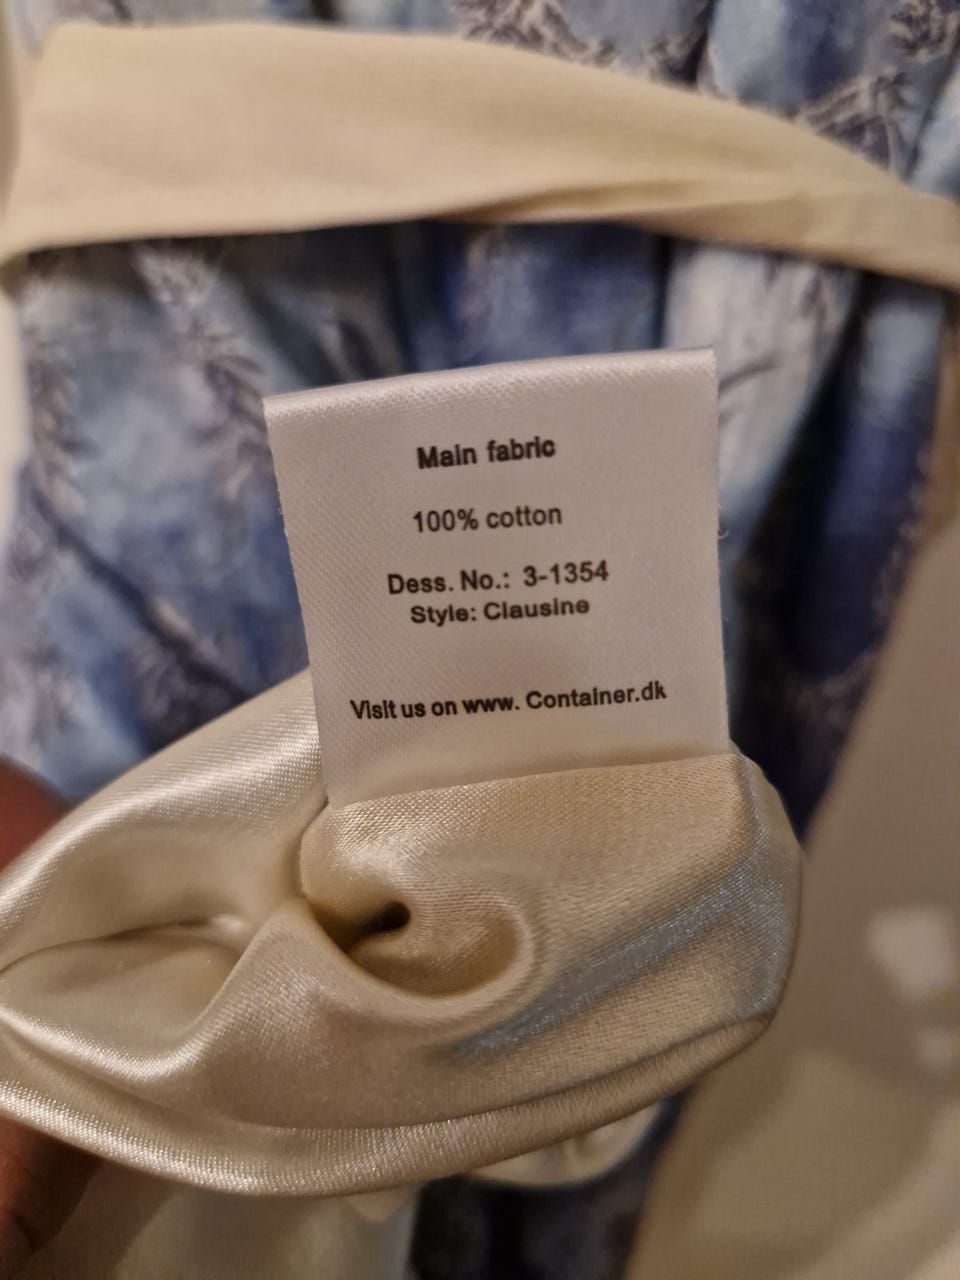 Main fabric
100% cotton
Dess. No.: 3-1354
Style: Clausine
Visit us on www. Container.dk